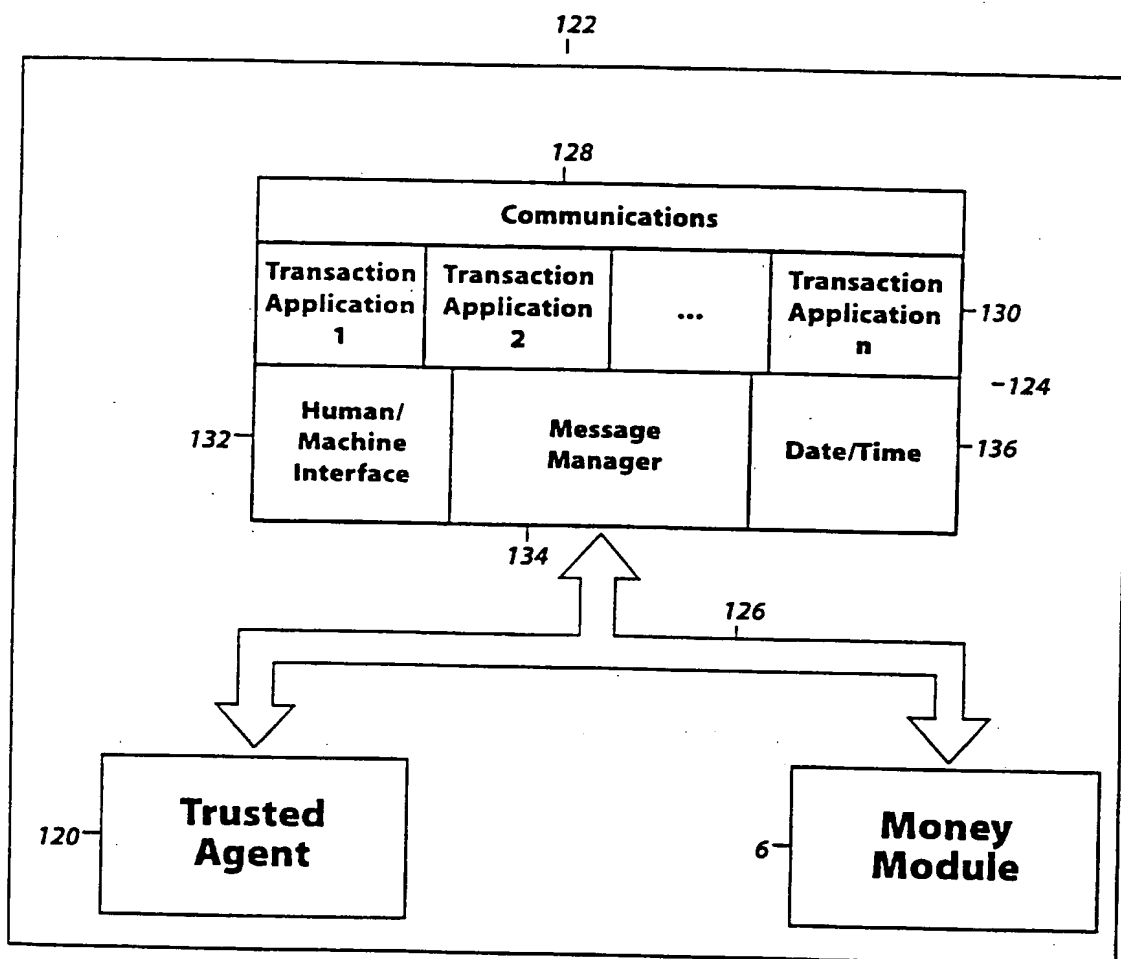 122
128
Communications
Transaction
Application
1
Transaction
Application
2
...
Transaction
Application
n
130
124
132
Human/
Machine
Interface
Message
Manager
Date/Time
136
134
126
120
Trusted
Agent
6
Money
Module